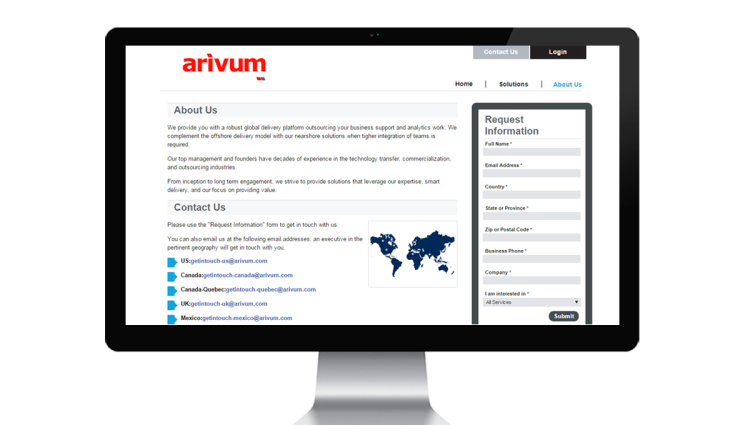 Contact Us
Login
arivum
Home | Solutions | About Us
About Us
We provide you with a robust global delivery platform outsourcing your business support and analytics work. We
complement the offshore delivery model with our nearshore solutions when higher integration of teams is
required.
Our top management and founders have decades of experience in the technology transfer, commercialization,
and outsourcing industries.
From inception to long term engagement, we strive to provide solutions that leverage our expertise, smart
delivery, and our focus on providing value.
Contact Us
Please use the "Request Information" form to get in touch with us.
You can also email us at the following email addresses: an executive in the
pertinent geography will get in touch with you.
US:getintouch-us@arivum.com
Canada:getintouch-canada@arivum.com
Canada-Quebec:getintouch-quebec@arivum.com
UK:getintouch-uk@arivum.com
Mexico:getintouch-mexico@arivum.com
Request
Information
Full Name *
Email Address *
Country *
State or Province *
Zip or Postal Code *
Business Phone *
Company *
I am interested in *
All Services
Submit